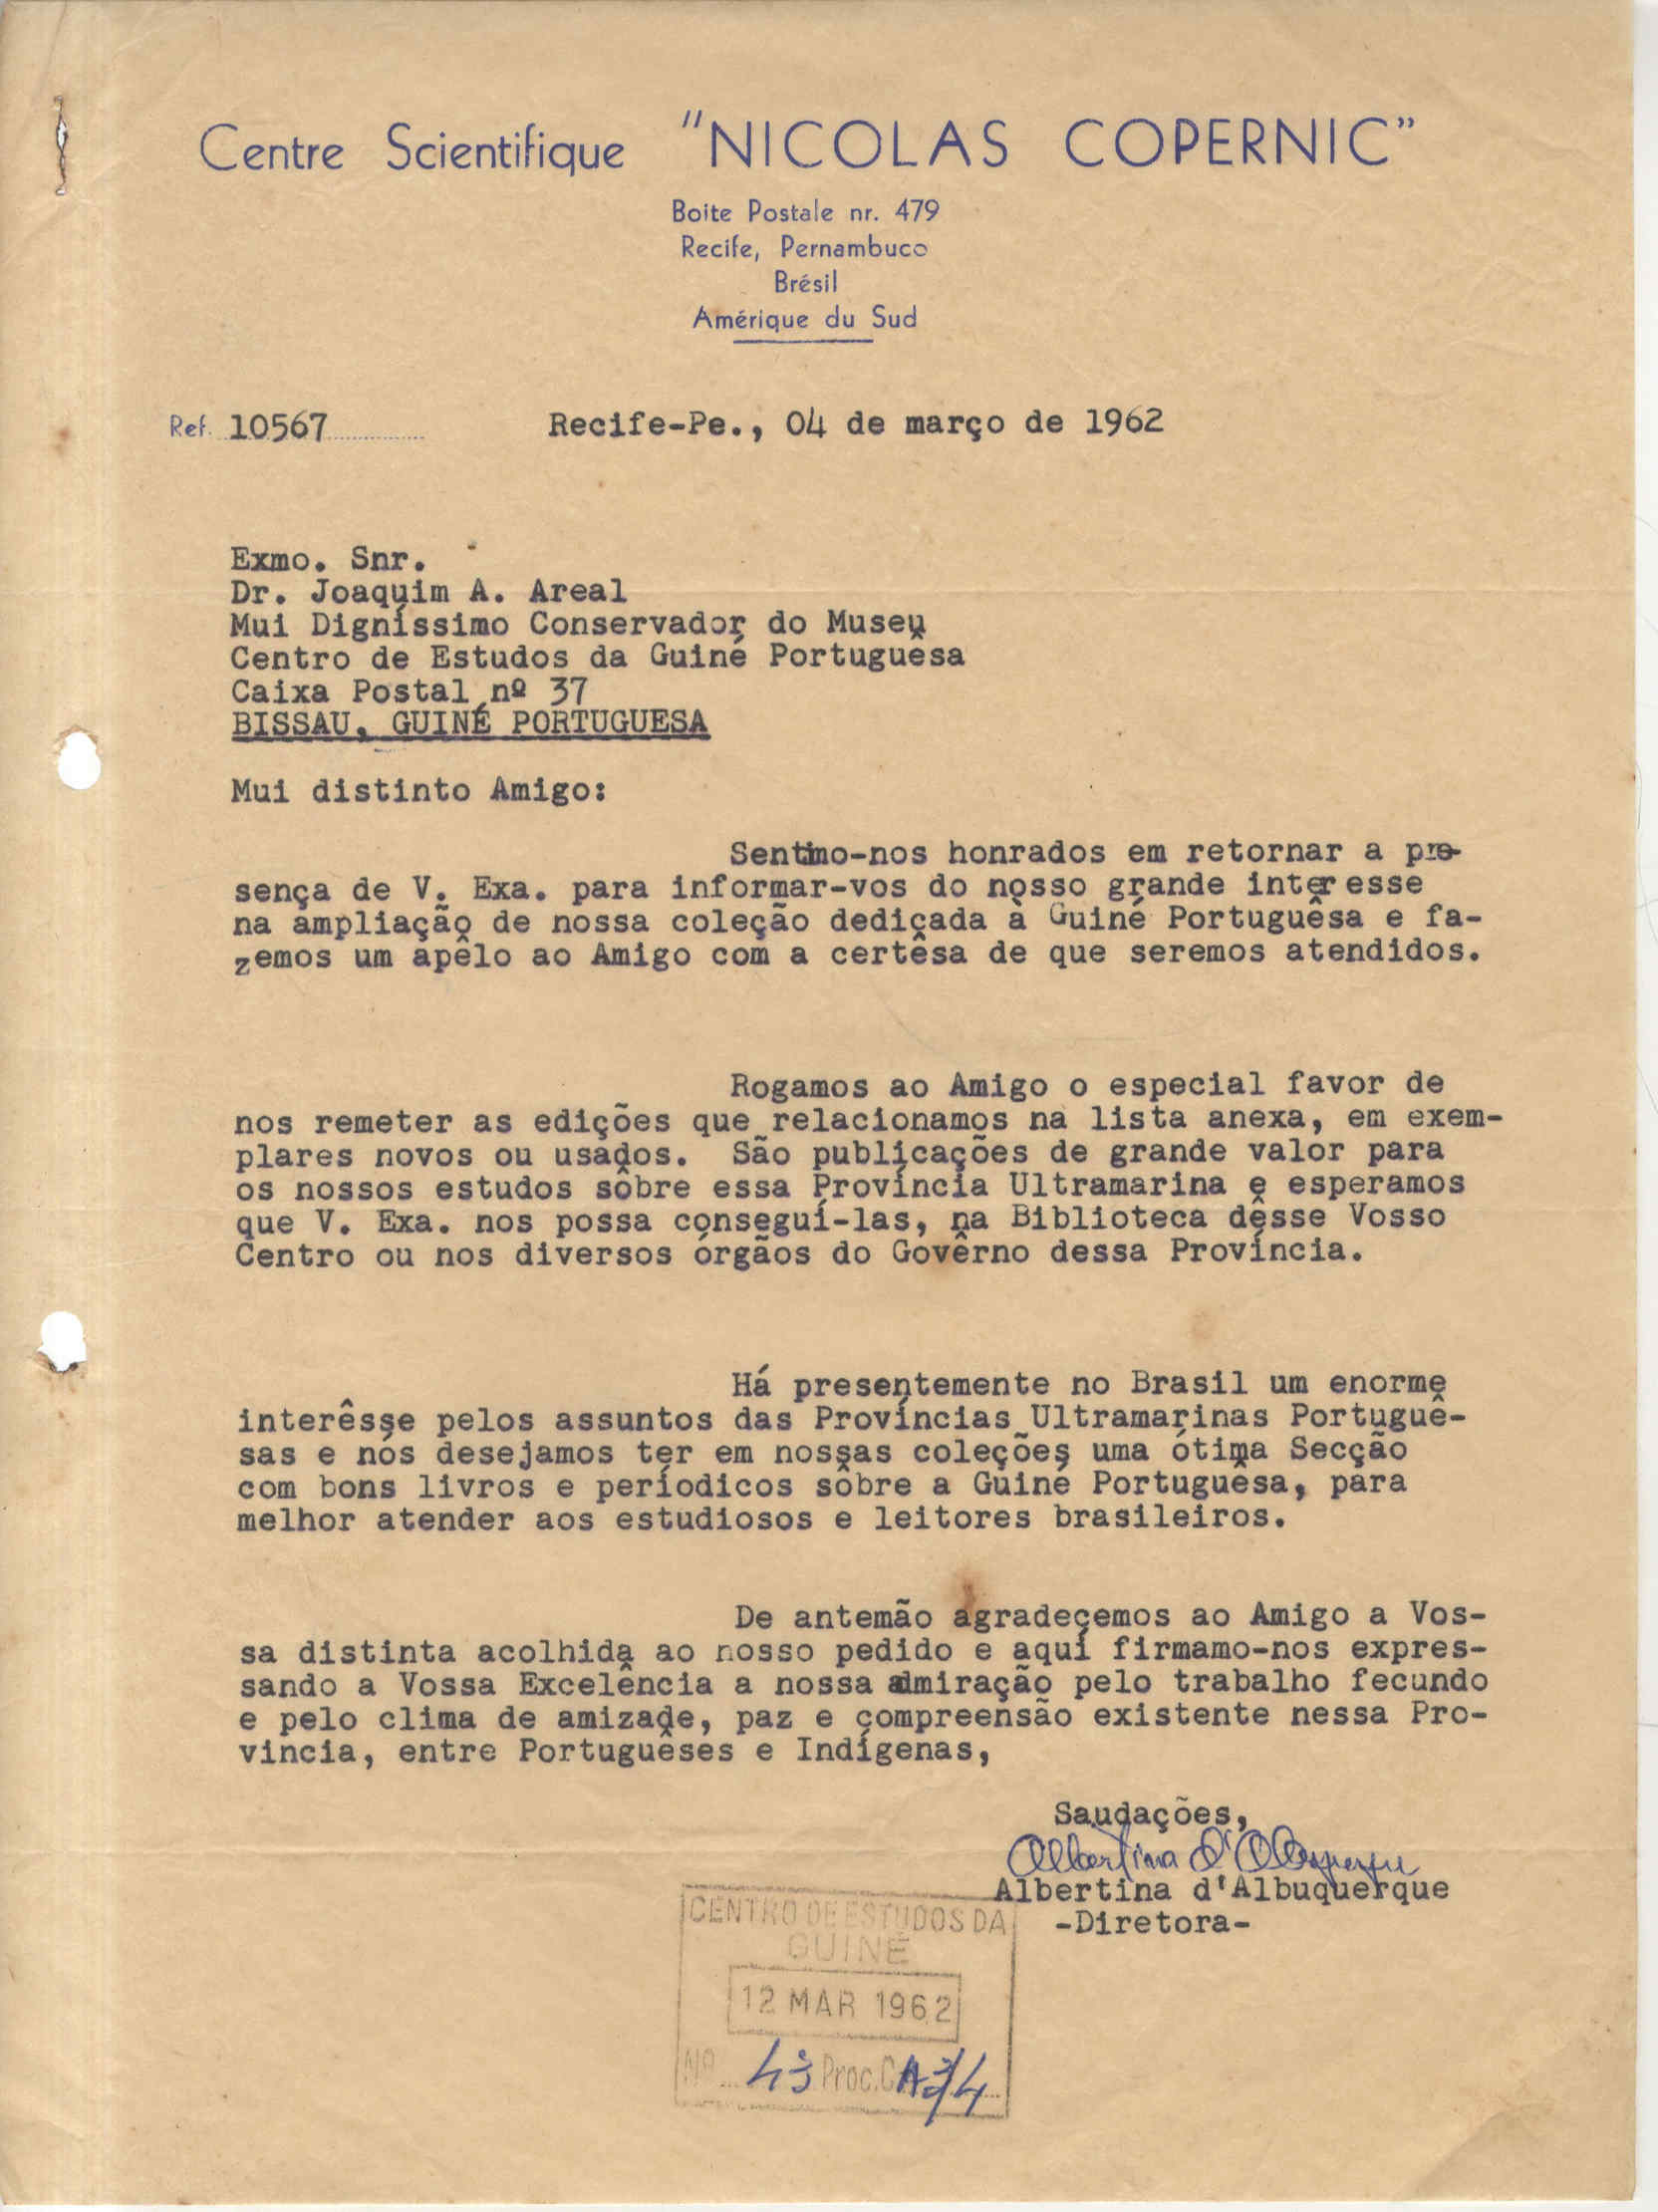 Centre Scientifique "NICOLAS COPERNIC"
Boite Postale nr. 479
Recife, Pernambuco
Brésil
Amérique du Sud
Ref. 10567 Recife-Pe., 04 de março de 1962
Exmo. Snr.
Dr. Joaquim A. Areal
Mui Digníssimo Conservador do Museu
Centro de Estudos da Guiné Portuguêsa
Caixa Postal nº 37
BISSAU, GUINÉ PORTUGUESA
Mui distinto Amigo:
Sentimo-nos honrados em retornar a pre-
sença de V. Exa. para informar-vos do nosso grande interesse
na ampliação de nossa coleção dedicada à Guiné Portuguêsa e fa-
zemos um apêlo ao Amigo com a certêsa de que seremos atendidos.
Rogamos ao Amigo o especial favor de
nos remeter as edições que relacionamos na lista anexa, em exem-
plares novos ou usados. São publicações de grande valor para
os nossos estudos sôbre essa Província Ultramarina e esperamos
que V. Exa. nos possa conseguí-las, na Biblioteca dêsse Vosso
Centro ou nos diversos órgãos do Govêrno dessa Província.
Há presentemente no Brasil um enorme
interêsse pelos assuntos das Províncias Ultramarinas Portuguê-
sas e nós desejamos ter em nossas coleções uma ótima Secção
com bons livros e períodicos sôbre a Guiné Portuguêsa, para
melhor atender aos estudiosos e leitores brasileiros.
De antemão agradecemos ao Amigo a Vos-
sa distinta acolhida ao nosso pedido e aquí firmamo-nos expres-
sando a Vossa Excelência a nossa admiração pelo trabalho fecundo
e pelo clima de amizade, paz e compreensão existente nessa Pro-
vincia, entre Portuguêses e Indígenas,
Saudações,
Albertina d'Albuquerque
Albertina d'Albuquerque
-Diretora-
CENTRO DE ESTUDOS DA
GUINÉ
12 MAR 1962
Nº 43 Proc.